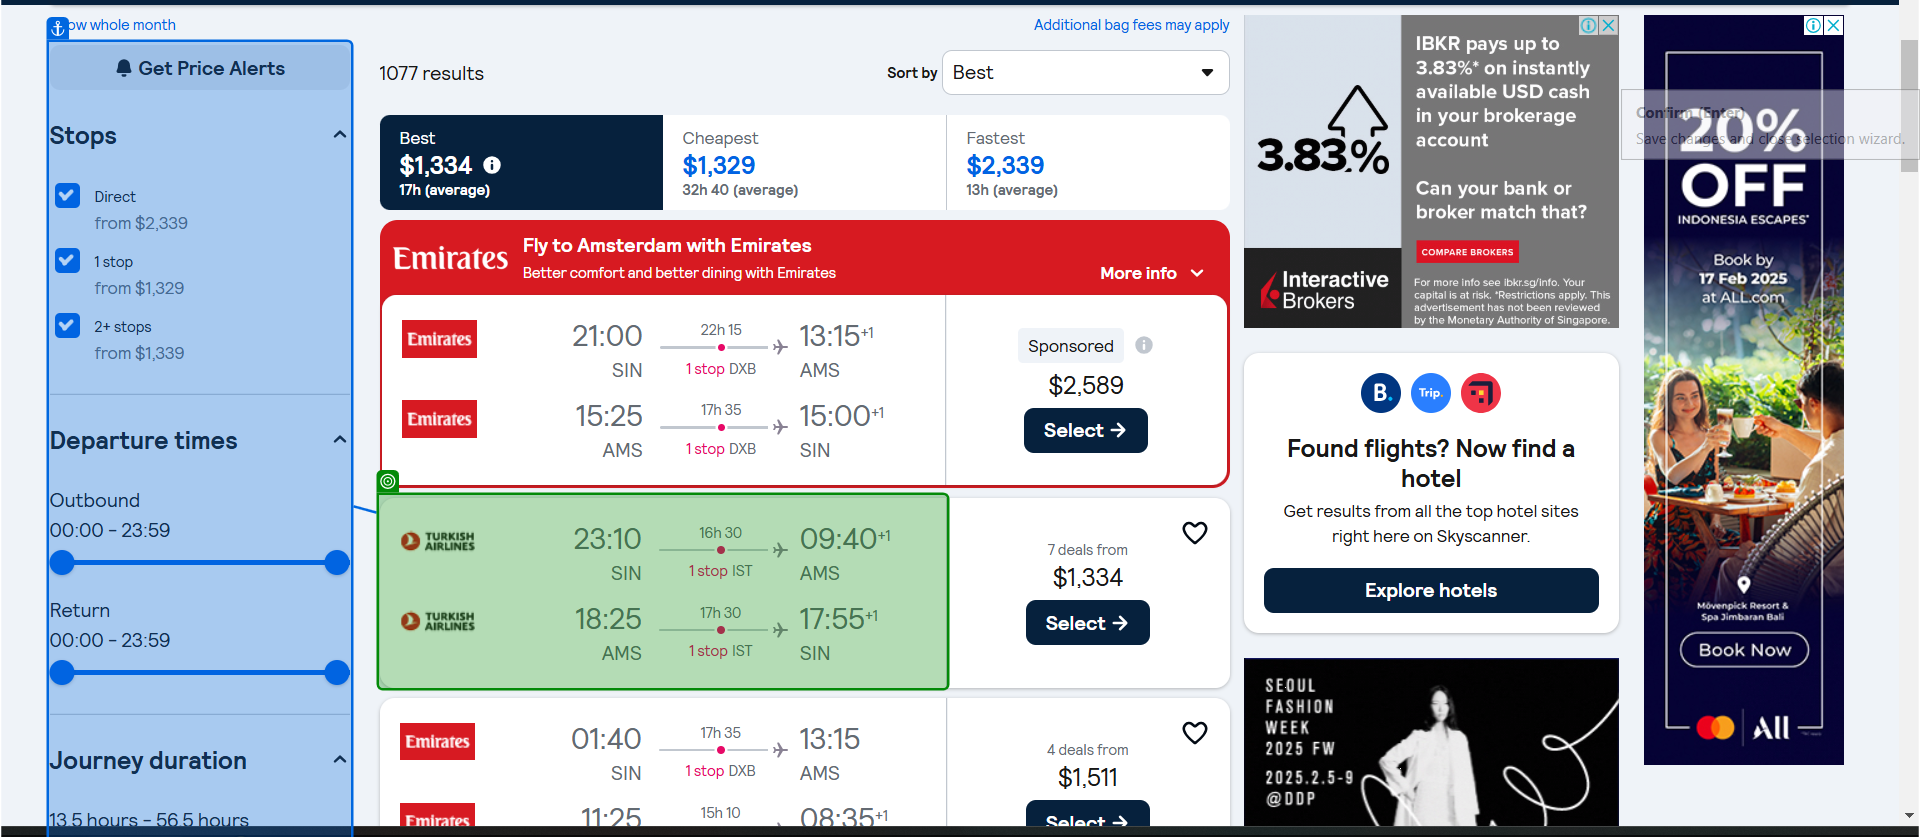 ow whole month
Get Price Alerts
Stops
Direct
from $2,339
1 stop
from $1,329
2+ stops
from $1,339
Departure times
Outbound
00:00 - 23:59
Return
00:00 - 23:59
Journey duration
13.5 hours - 56.5 hours
Additional bag fees may apply
1077 results
Sort by
Best
Best
$1,334
17h (average)
Cheapest
$1,329
32h 40 (average)
Fastest
$2,339
13h (average)
Emirates
Fly to Amsterdam with Emirates
Better comfort and better dining with Emirates
More info
Emirates
21:00
22h 15
13:15+1
SIN
1 stop DXB
AMS
Emirates
15:25
17h 35
15:00+1
AMS
1 stop DXB
SIN
Sponsored
$2,589
Select →
TURKISH AIRLINES
23:10
16h 30
09:40+1
SIN
1 stop IST
AMS
TURKISH AIRLINES
18:25
17h 30
17:55+1
AMS
1 stop IST
SIN
7 deals from
$1,334
Select →
Emirates
01:40
17h 35
13:15
SIN
1 stop DXB
AMS
Emirates
11:25
15h 10
08:35+1
4 deals from
$1,511
Select →
3.83%
Interactive
Brokers
IBKR pays up to
3.83%* on instantly
available USD cash
in your brokerage
account
Can your bank or
broker match that?
COMPARE BROKERS
For more info see ibkr.sg/info. Your
capital is at risk. *Restrictions apply. This
advertisement has not been reviewed
by the Monetary Authority of Singapore.
B.
Trip.
Found flights? Now find a
hotel
Get results from all the top hotel sites
right here on Skyscanner.
Explore hotels
SEOUL
FASHION
WEEK
2025 FW
2025.2.5-9
@DDP
Confirm (Enter)
Save changes and close selection wizard.
20%
OFF
INDONESIA ESCAPES*
Book by
17 Feb 2025
at ALL.com
Mövenpick Resort &
Spa Jimbaran Bali
Book Now
All